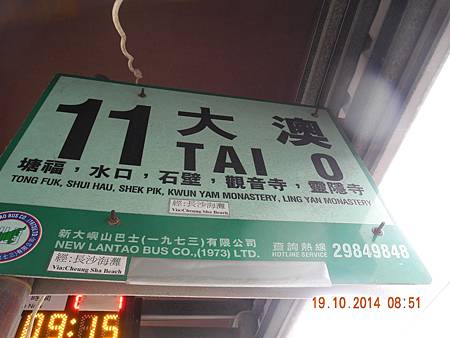 11 大澳
TAI O
塘福，水口，石壁，觀音寺，靈隱寺
TONG FUK, SHUI HAU, SHEK PIK, KWUN YAM MONASTERY, LING YAN MONASTERY
經:長沙海灘
Via:Cheung Sha Beach
新大嶼山巴士(一九七三)有限公司
NEW LANTAO BUS CO.,(1973) LTD.
查詢熱線 29849848
HOTLINE SERVICE
經:長沙海灘
Via:Cheung Sha Beach
09:15
19.10.2014 08:51